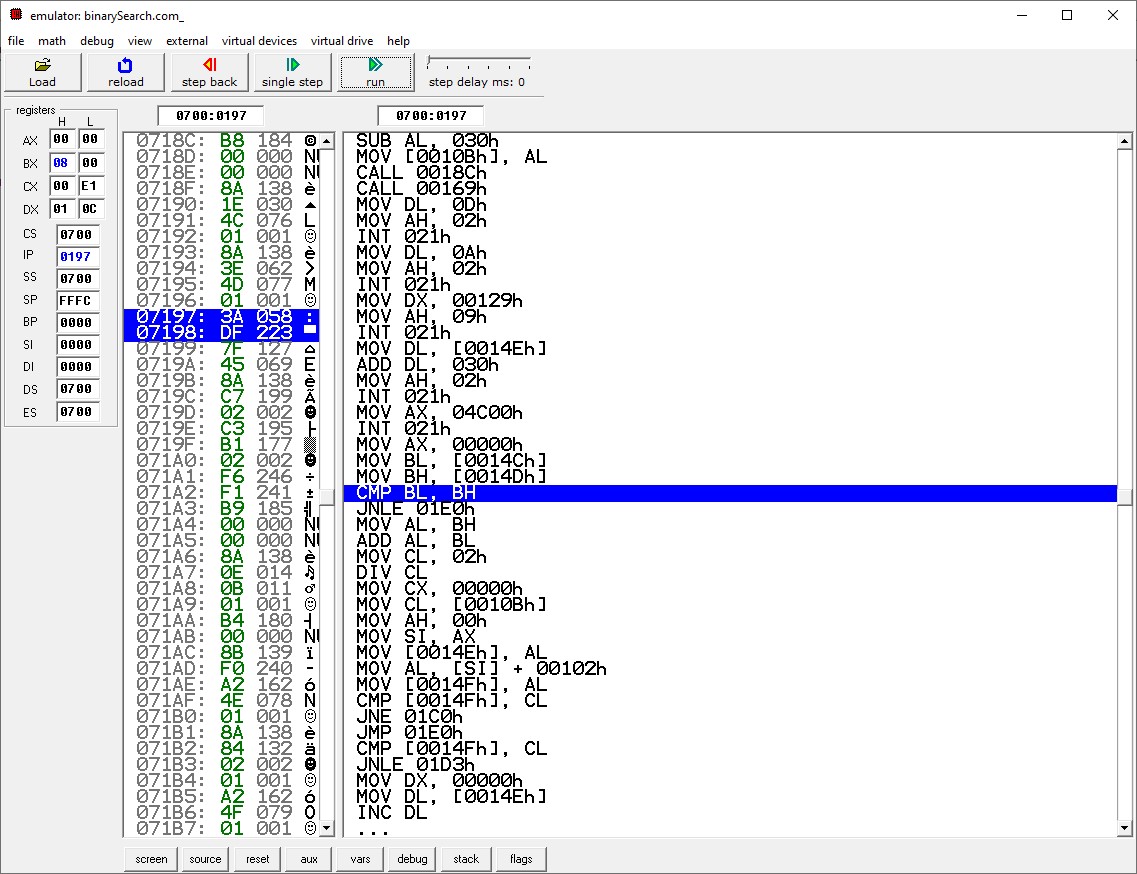 emulator: binarySearch.com_
file math debug view external virtual devices virtual drive help
Load reload step back single step run step delay ms: 0
registers
H L
AX 00 00
BX 08 00
CX 00 E1
DX 01 0C
CS 0700
IP 0197
SS 0700
SP FFFC
BP 0000
SI 0000
DI 0000
DS 0700
ES 0700
0700:0197
0718C: B8 184 ©
0718D: 00 000 NU
0718E: 00 000 NU
0718F: 8A 138 è
07190: 1E 030 ▲
07191: 4C 076 L
07192: 01 001 ☺
07193: 8A 138 è
07194: 3E 062 >
07195: 4D 077 M
07196: 01 001 ☺
07197: 3A 058 :
07198: DF 223 ▀
07199: 7F 127 ⌂
0719A: 45 069 E
0719B: 8A 138 è
0719C: C7 199 Ã
0719D: 02 002 ☻
0719E: C3 195 ├
0719F: B1 177 ▒
071A0: 02 002 ☻
071A1: F6 246 ÷
071A2: F1 241 ±
071A3: B9 185 ╣
071A4: 00 000 NU
071A5: 00 000 NU
071A6: 8A 138 è
071A7: 0E 014 ♫
071A8: 0B 011 ♂
071A9: 01 001 ☺
071AA: B4 180 ┤
071AB: 00 000 NU
071AC: 8B 139 ï
071AD: F0 240 -
071AE: A2 162 ó
071AF: 4E 078 N
071B0: 01 001 ☺
071B1: 8A 138 è
071B2: 84 132 ä
071B3: 02 002 ☻
071B4: 01 001 ☺
071B5: A2 162 ó
071B6: 4F 079 O
071B7: 01 001 ☺
0700:0197
SUB AL, 030h
MOV [0010Bh], AL
CALL 0018Ch
CALL 00169h
MOV DL, 0Dh
MOV AH, 02h
INT 021h
MOV DL, 0Ah
MOV AH, 02h
INT 021h
MOV DX, 00129h
MOV AH, 09h
INT 021h
MOV DL, [0014Eh]
ADD DL, 030h
MOV AH, 02h
INT 021h
MOV AX, 04C00h
INT 021h
MOV AX, 00000h
MOV BL, [0014Ch]
MOV BH, [0014Dh]
CMP BL, BH
JNLE 01E0h
MOV AL, BH
ADD AL, BL
MOV CL, 02h
DIV CL
MOV CX, 00000h
MOV CL, [0010Bh]
MOV AH, 00h
MOV SI, AX
MOV [0014Eh], AL
MOV AL, [SI] + 00102h
MOV [0014Fh], AL
CMP [0014Fh], CL
JNE 01C0h
JMP 01E0h
CMP [0014Fh], CL
JNLE 01D3h
MOV DX, 00000h
MOV DL, [0014Eh]
INC DL
...
screen source reset aux vars debug stack flags